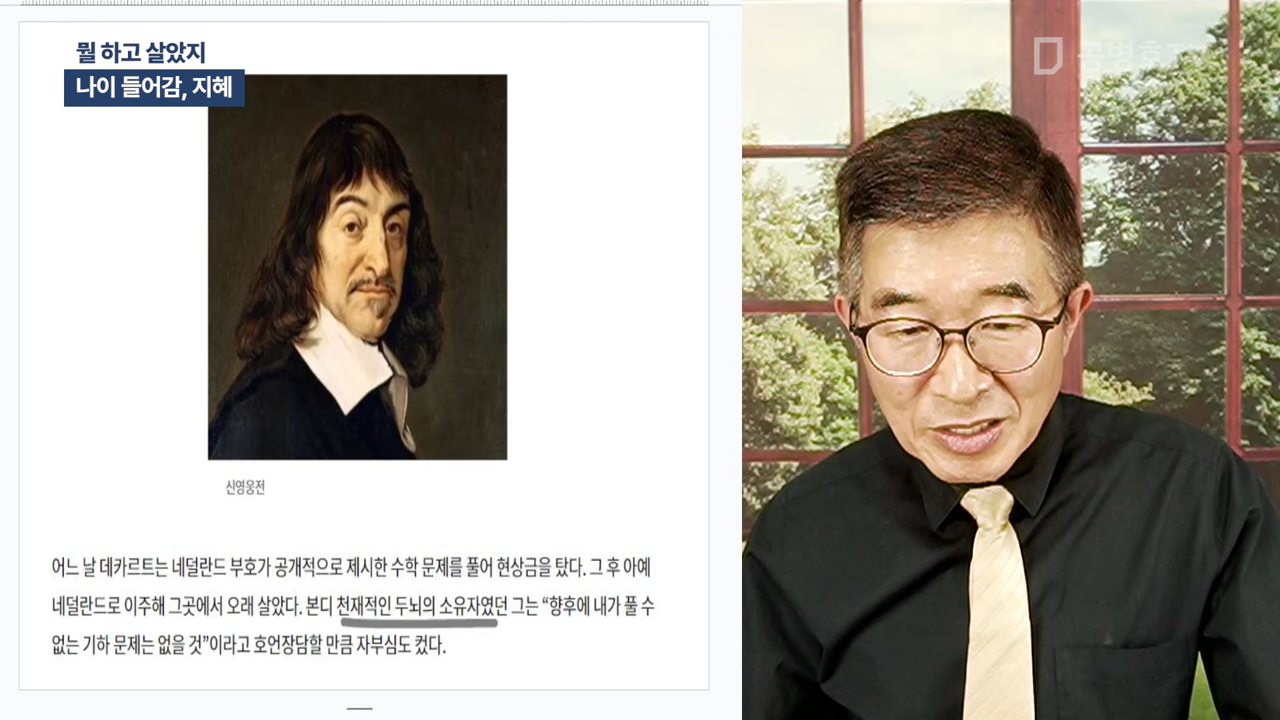 뭘 하고 살았지
나이 들어감, 지혜
신영웅전
어느 날 데카르트는 네덜란드 부호가 공개적으로 제시한 수학 문제를 풀어 현상금을 탔다. 그 후 아예
네덜란드로 이주해 그곳에서 오래 살았다. 본디 천재적인 두뇌의 소유자였던 그는 “향후에 내가 풀 수
없는 기하 문제는 없을 것”이라고 호언장담할 만큼 자부심도 컸다.